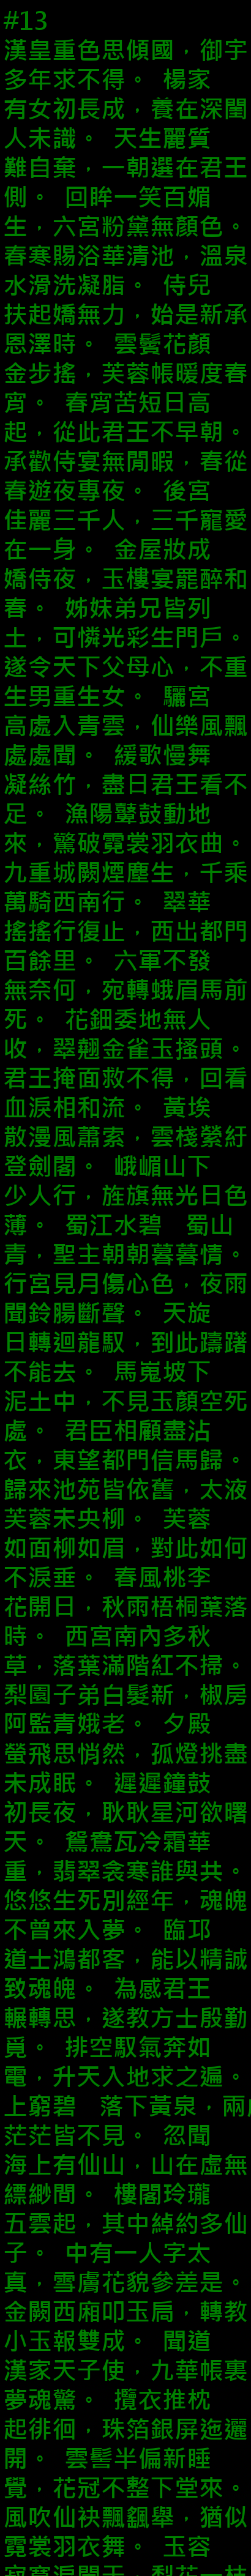 #13
漢皇重色思傾國，御宇
多年求不得。 楊家
有女初長成，養在深閨
人未識。 天生麗質
難自棄，一朝選在君王
側。 回眸一笑百媚
生，六宮粉黛無顏色。
春寒賜浴華清池，溫泉
水滑洗凝脂。 侍兒
扶起嬌無力，始是新承
恩澤時。 雲鬢花顏
金步搖，芙蓉帳暖度春
宵。 春宵苦短日高
起，從此君王不早朝。
承歡侍宴無閒暇，春從
春遊夜專夜。 後宮
佳麗三千人，三千寵愛
在一身。 金屋妝成
嬌侍夜，玉樓宴罷醉和
春。 姊妹弟兄皆列
土，可憐光彩生門戶。
遂令天下父母心，不重
生男重生女。 驪宮
高處入青雲，仙樂風飄
處處聞。 緩歌慢舞
凝絲竹，盡日君王看不
足。 漁陽鼙鼓動地
來，驚破霓裳羽衣曲。
九重城闕煙塵生，千乘
萬騎西南行。 翠華
搖搖行復止，西出都門
百餘里。 六軍不發
無奈何，宛轉蛾眉馬前
死。 花鈿委地無人
收，翠翹金雀玉搔頭。
君王掩面救不得，回看
血淚相和流。 黃埃
散漫風蕭索，雲棧縈紆
登劍閣。 峨嵋山下
少人行，旌旗無光日色
薄。 蜀江水碧 蜀山
青，聖主朝朝暮暮情。
行宮見月傷心色，夜雨
聞鈴腸斷聲。 天旋
日轉迴龍馭，到此躊躇
不能去。 馬嵬坡下
泥土中，不見玉顏空死
處。 君臣相顧盡沾
衣，東望都門信馬歸。
歸來池苑皆依舊，太液
芙蓉未央柳。 芙蓉
如面柳如眉，對此如何
不淚垂。 春風桃李
花開日，秋雨梧桐葉落
時。 西宮南內多秋
草，落葉滿階紅不掃。
梨園子弟白髮新，椒房
阿監青娥老。 夕殿
螢飛思悄然，孤燈挑盡
未成眠。 遲遲鐘鼓
初長夜，耿耿星河欲曙
天。 鴛鴦瓦冷霜華
重，翡翠衾寒誰與共。
悠悠生死別經年，魂魄
不曾來入夢。 臨邛
道士鴻都客，能以精誠
致魂魄。 為感君王
輾轉思，遂教方士殷勤
覓。 排空馭氣奔如
電，升天入地求之遍。
上窮碧 落下黃泉，兩
茫茫皆不見。 忽聞
海上有仙山，山在虛無
縹緲間。 樓閣玲瓏
五雲起，其中綽約多仙
子。 中有一人字太
真，雪膚花貌參差是。
金闕西廂叩玉扃，轉教
小玉報雙成。 聞道
漢家天子使，九華帳裏
夢魂驚。 攬衣推枕
起徘徊，珠箔銀屏迤邐
開。 雲髻半偏新睡
覺，花冠不整下堂來。
風吹仙袂飄飖舉，猶似
霓裳羽衣舞。 玉容